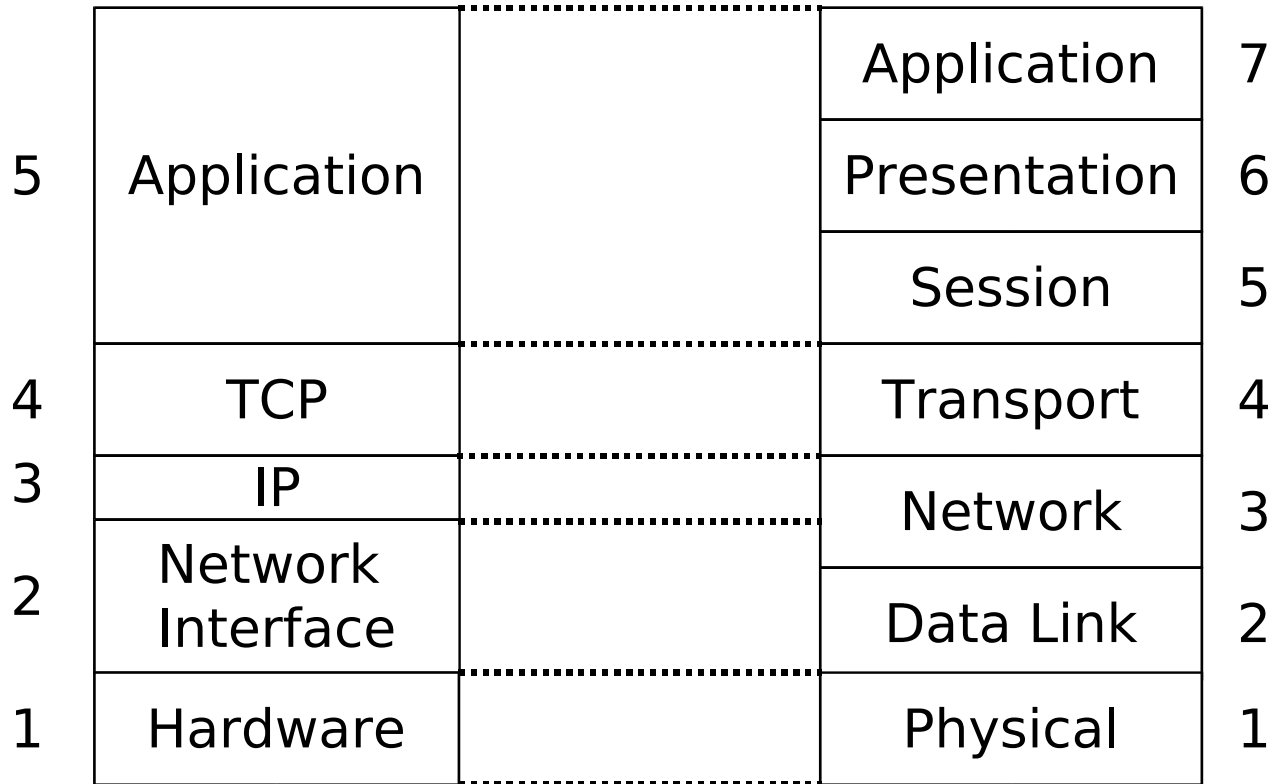 Application 7
5 Application Presentation 6
Session 5
4 TCP Transport 4
3 IP
Network 3
2 Network
Interface
Data Link 2
1 Hardware Physical 1